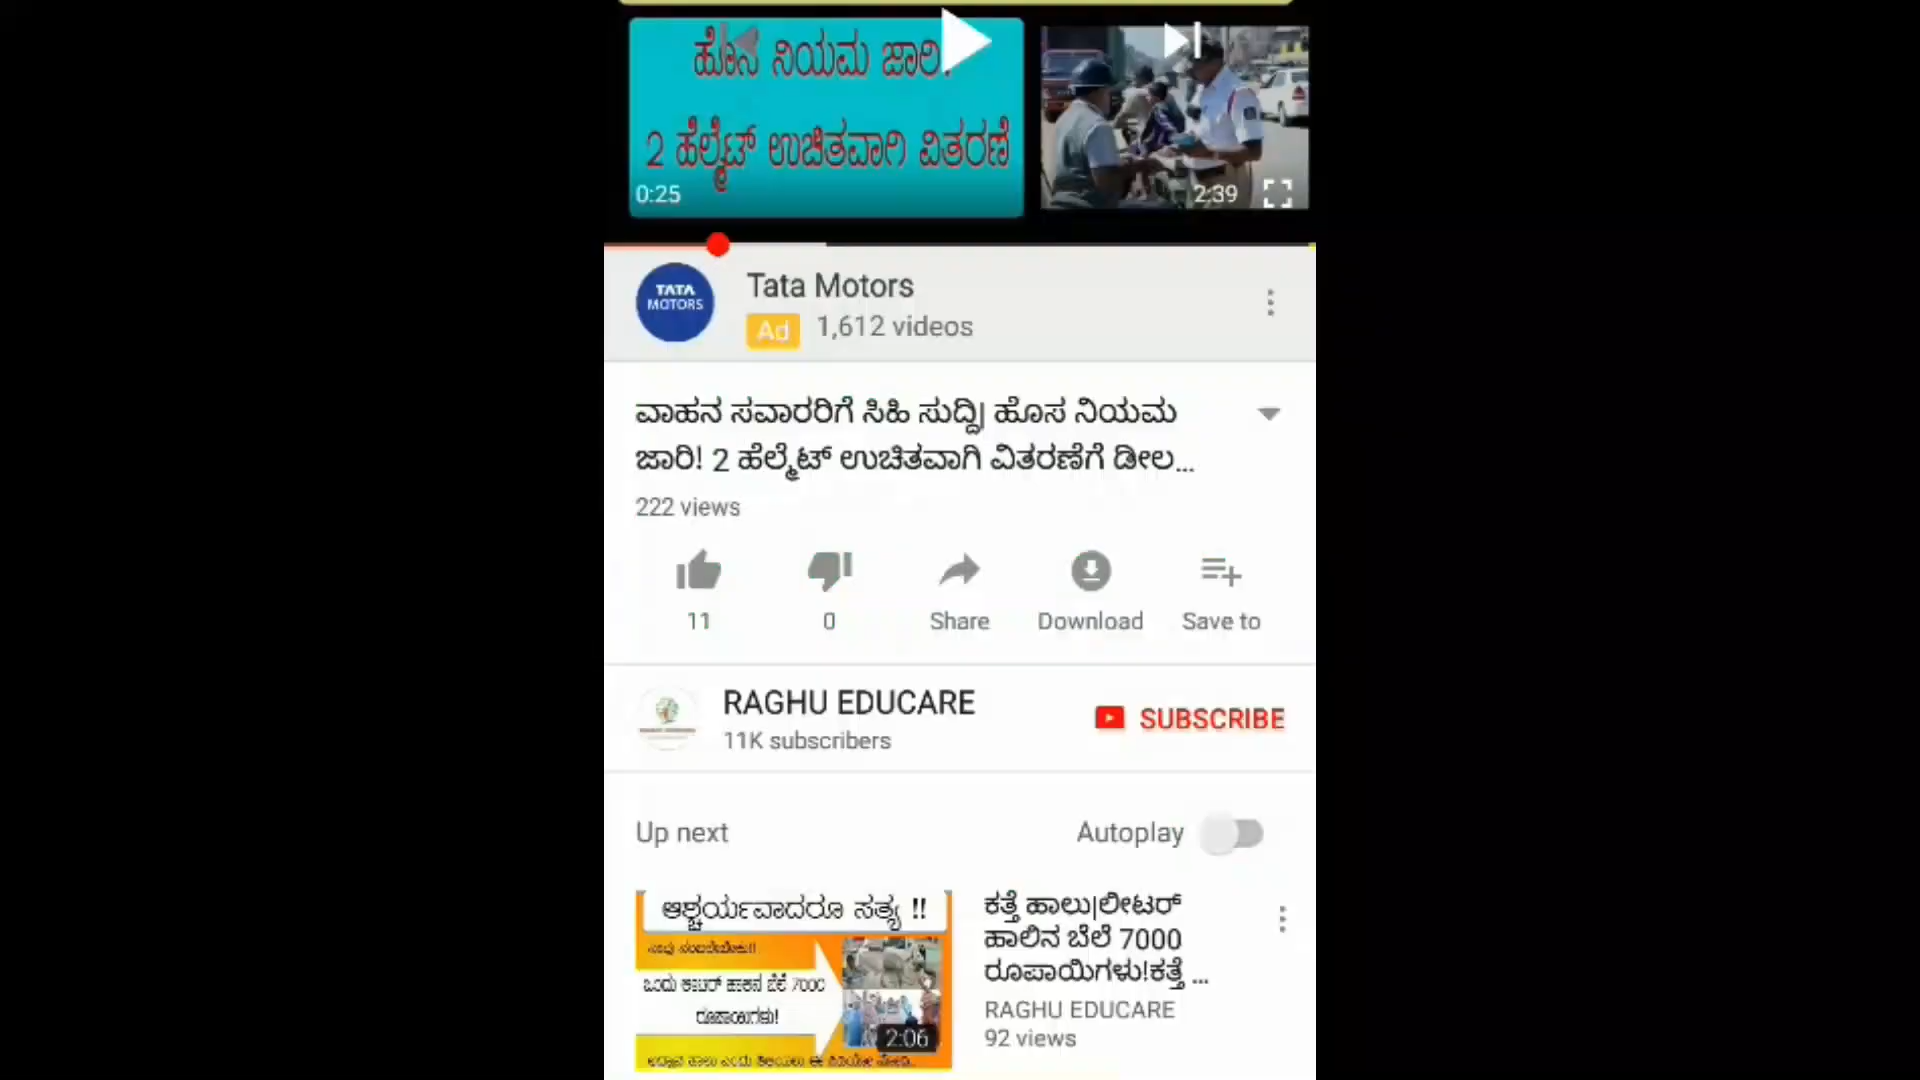 ಹೊಸ ನಿಯಮ ಜಾರಿ!
2 ಹೆಲ್ಮೆಟ್ ಉಚಿತವಾಗಿ ವಿತರಣೆ
0:25
2:39
TATA
MOTORS
Tata Motors
Ad 1,612 videos
ವಾಹನ ಸವಾರರಿಗೆ ಸಿಹಿ ಸುದ್ದಿ| ಹೊಸ ನಿಯಮ
ಜಾರಿ! 2 ಹೆಲ್ಮೆಟ್ ಉಚಿತವಾಗಿ ವಿತರಣೆಗೆ ಡೀಲ...
222 views
11
0
Share
Download
Save to
RAGHU EDUCARE
11K subscribers
SUBSCRIBE
Up next
Autoplay
ಆಶ್ಚರ್ಯವಾದರೂ ಸತ್ಯ !!
ಒಂದು ಲೀಟರ್ ಹಾಲಿನ ಬೆಲೆ 7000
ರೂಪಾಯಿಗಳು!
2:06
ಕತ್ತೆ ಹಾಲು|ಲೀಟರ್
ಹಾಲಿನ ಬೆಲೆ 7000
ರೂಪಾಯಿಗಳು!ಕತ್ತೆ ...
RAGHU EDUCARE
92 views